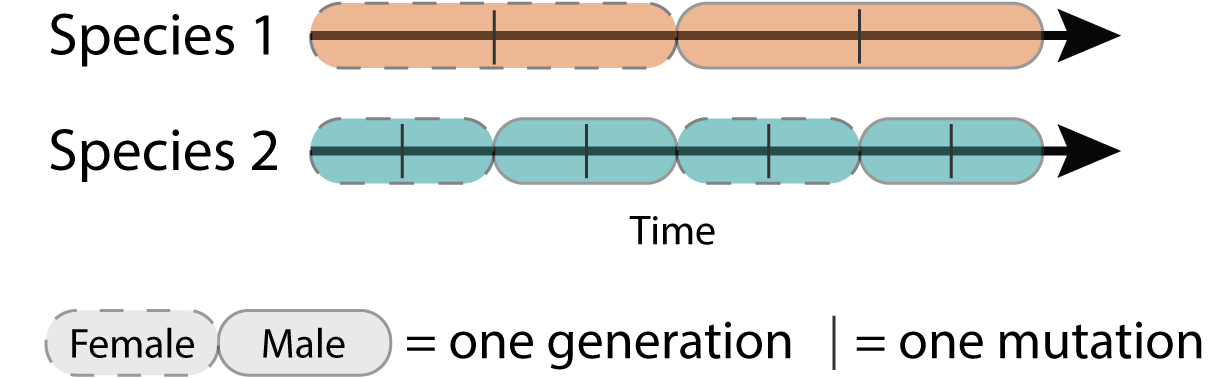 Species 1
Species 2
Time
Female Male = one generation | = one mutation